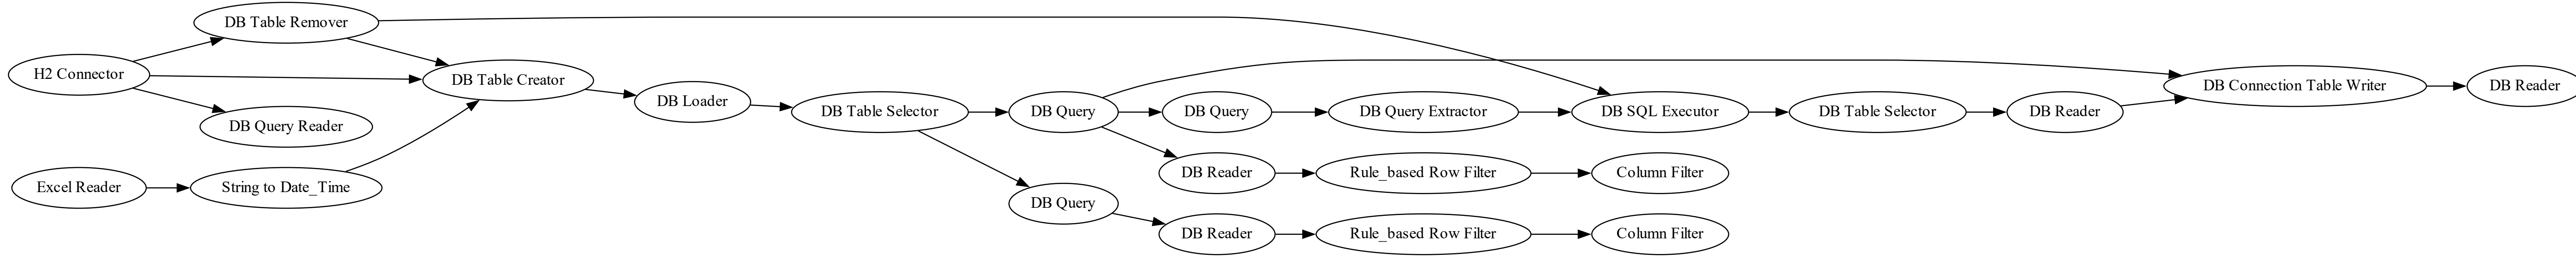 DB Table Remover
H2 Connector
DB Table Creator
DB Query Reader
Excel Reader
String to Date_Time
DB Loader
DB Table Selector
DB Query
DB Query
DB Query Extractor
DB SQL Executor
DB Table Selector
DB Reader
DB Connection Table Writer
DB Reader
DB Reader
Rule_based Row Filter
Column Filter
DB Query
DB Reader
Rule_based Row Filter
Column Filter